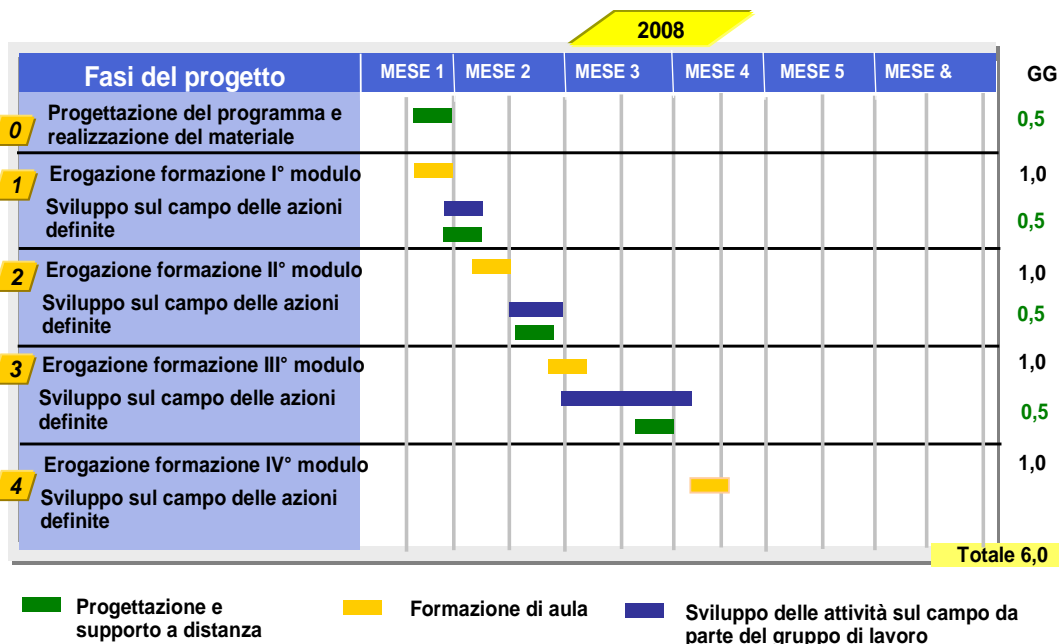 2008
Fasi del progetto MESE 1 MESE 2 MESE 3 MESE 4 MESE 5 MESE & GG
0 Progettazione del programma e
realizzazione del materiale 0,5
1 Erogazione formazione I° modulo 1,0
Sviluppo sul campo delle azioni
definite 0,5
2 Erogazione formazione II° modulo 1,0
Sviluppo sul campo delle azioni
definite 0,5
3 Erogazione formazione III° modulo 1,0
Sviluppo sul campo delle azioni
definite 0,5
4 Erogazione formazione IV° modulo 1,0
Sviluppo sul campo delle azioni
definite
Totale 6,0
Progettazione e
supporto a distanza
Formazione di aula
Sviluppo delle attività sul campo da
parte del gruppo di lavoro